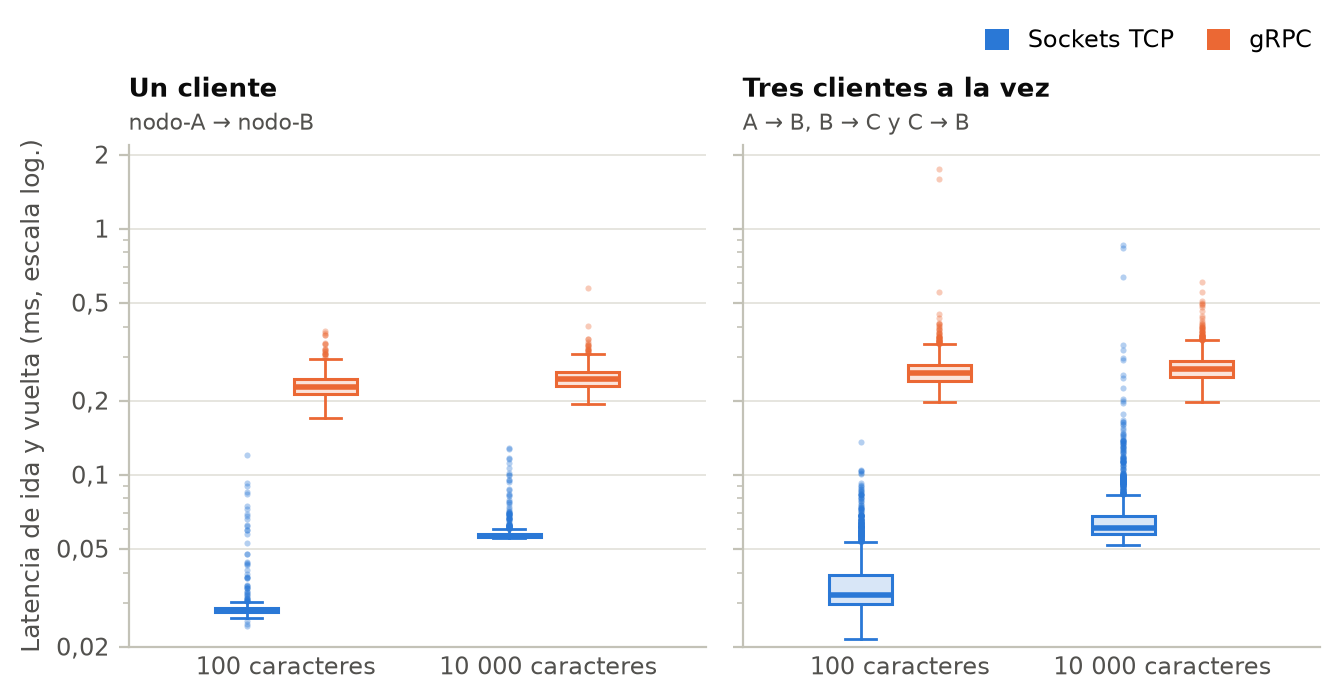 Sockets TCP
gRPC
Un cliente
nodo-A → nodo-B
Tres clientes a la vez
A → B, B → C y C → B
Latencia de ida y vuelta (ms, escala log.)
2
1
0,5
0,2
0,1
0,05
0,02
100 caracteres
10 000 caracteres
100 caracteres
10 000 caracteres